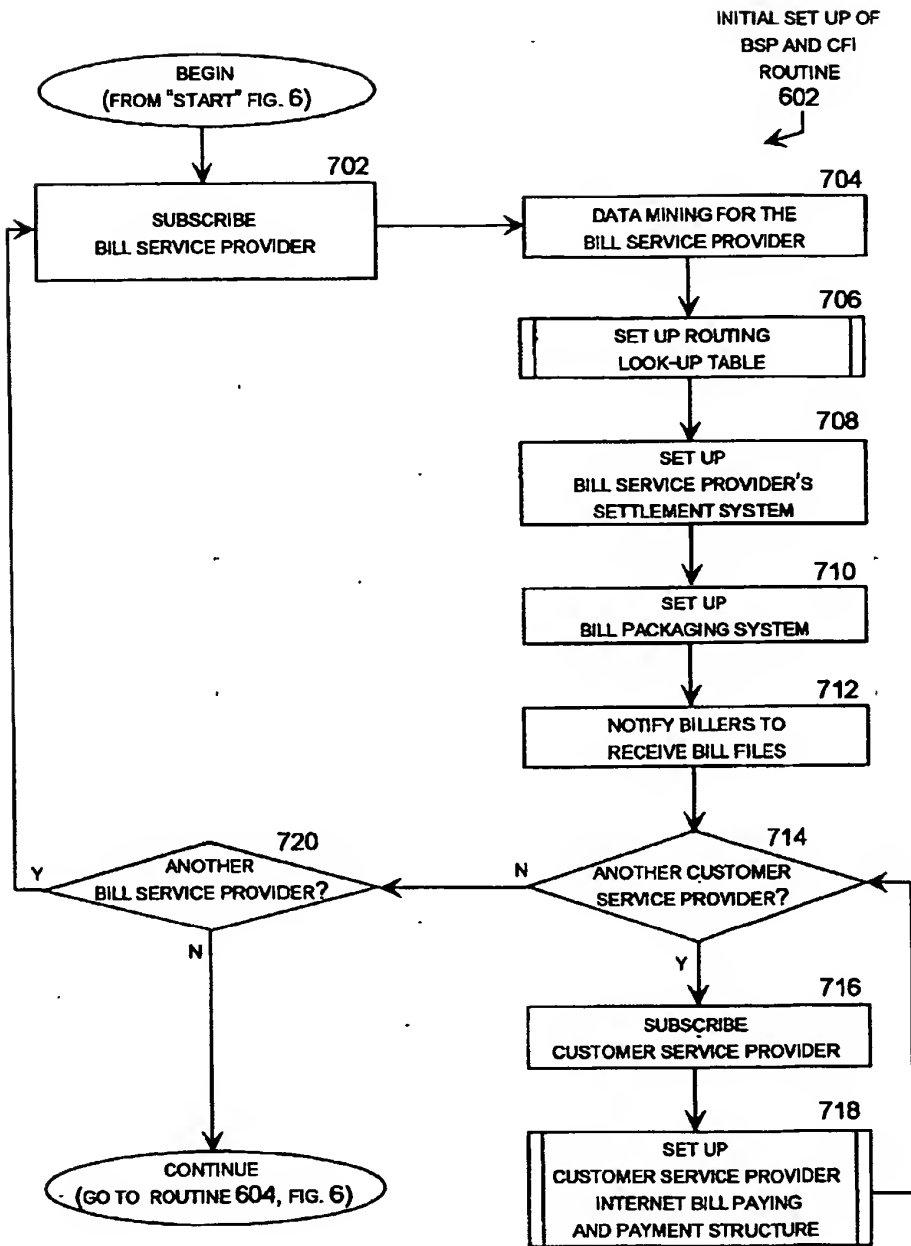 INITIAL SET UP OF
BSP AND CFI
ROUTINE
602
BEGIN
(FROM "START" FIG. 6)
702
SUBSCRIBE
BILL SERVICE PROVIDER
704
DATA MINING FOR THE
BILL SERVICE PROVIDER
706
SET UP ROUTING
LOOK-UP TABLE
708
SET UP
BILL SERVICE PROVIDER'S
SETTLEMENT SYSTEM
710
SET UP
BILL PACKAGING SYSTEM
712
NOTIFY BILLERS TO
RECEIVE BILL FILES
714
ANOTHER CUSTOMER
SERVICE PROVIDER?
N
Y
720
ANOTHER
BILL SERVICE PROVIDER?
Y
N
716
SUBSCRIBE
CUSTOMER SERVICE PROVIDER
718
SET UP
CUSTOMER SERVICE PROVIDER
INTERNET BILL PAYING
AND PAYMENT STRUCTURE
CONTINUE
(GO TO ROUTINE 604, FIG. 6)